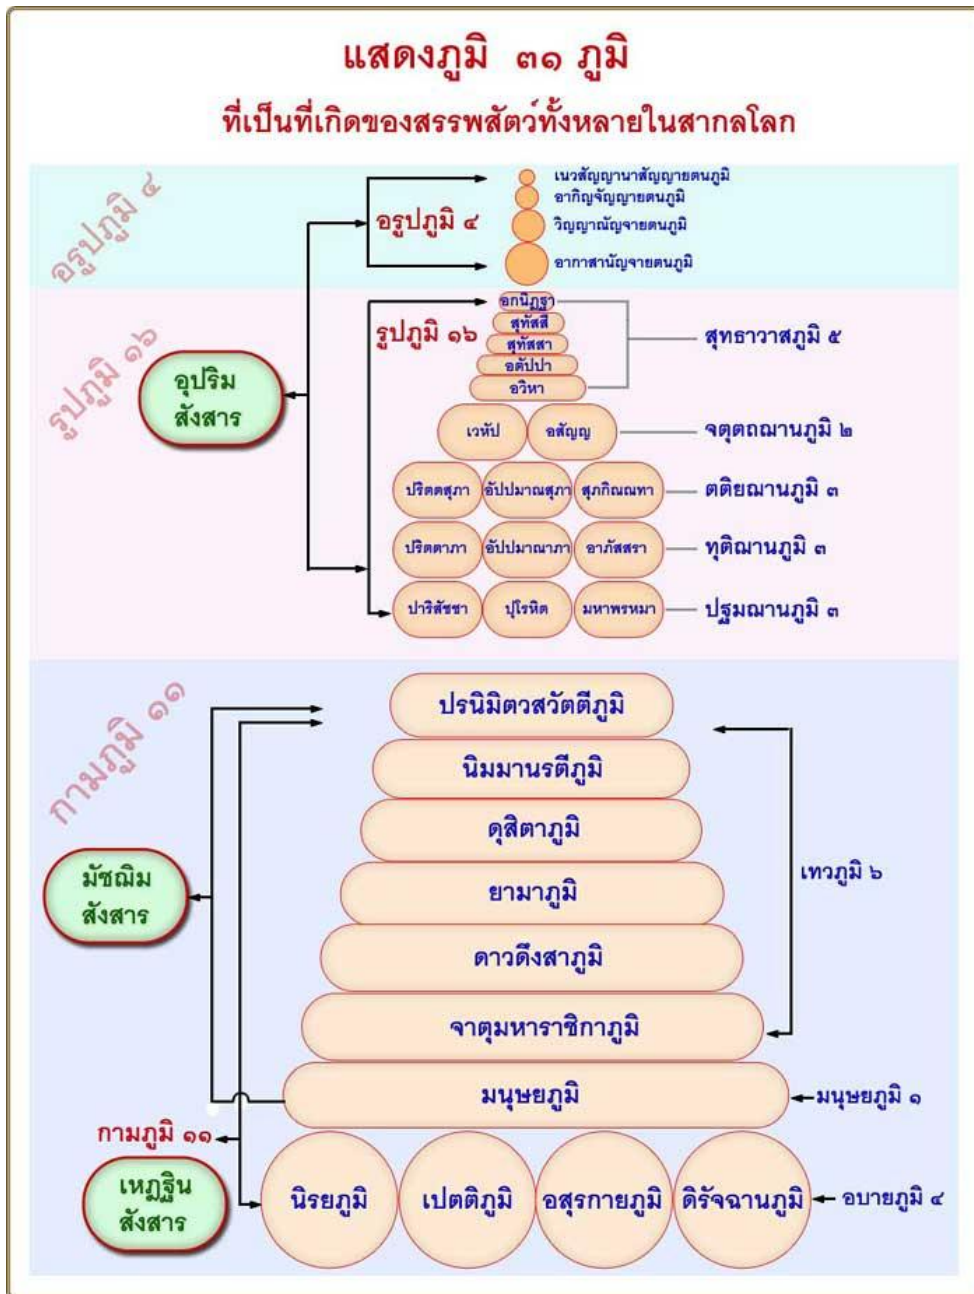 แสดงภูมิ ๓๑ ภูมิ
ที่เป็นที่เกิดของสรรพสัตว์ทั้งหลายในสากลโลก
อรูปภูมิ ๔
เนวสัญญานาสัญญายตนภูมิ
อากิญจัญญายตนภูมิ
อรูปภูมิ ๔
วิญญาณัญจายตนภูมิ
อากาสานัญจายตนภูมิ
รูปภูมิ ๑๖
รูปภูมิ ๑๖
อกนิฏฐา
สุทัสสี
สุทัสสา
อตัปปา
อวิหา
สุทธาวาสภูมิ ๕
อุปริม
สังสาร
เวหัป
อสัญญ
จตุตถฌานภูมิ ๒
ปริตตสุภา
อัปปมาณสุภา
สุภกิณณหา
ตติยฌานภูมิ ๓
ปริตตาภา
อัปปมาณาภา
อาภัสสรา
ทุติฌานภูมิ ๓
ปาริสัชชา
ปุโรหิต
มหาพรหมา
ปฐมฌานภูมิ ๓
กามภูมิ ๑๑
ปรนิมิตวสวัตตีภูมิ
นิมมานรตีภูมิ
ดุสิตาภูมิ
ยามาภูมิ
เทวภูมิ ๖
มัชฌิม
สังสาร
ดาวดึงสาภูมิ
จาตุมหาราชิกาภูมิ
มนุษยภูมิ
มนุษยภูมิ ๑
กามภูมิ ๑๑
เหฏฐิน
สังสาร
นิรยภูมิ
เปตติภูมิ
อสุรกายภูมิ
ดิรัจฉานภูมิ
อบายภูมิ ๔